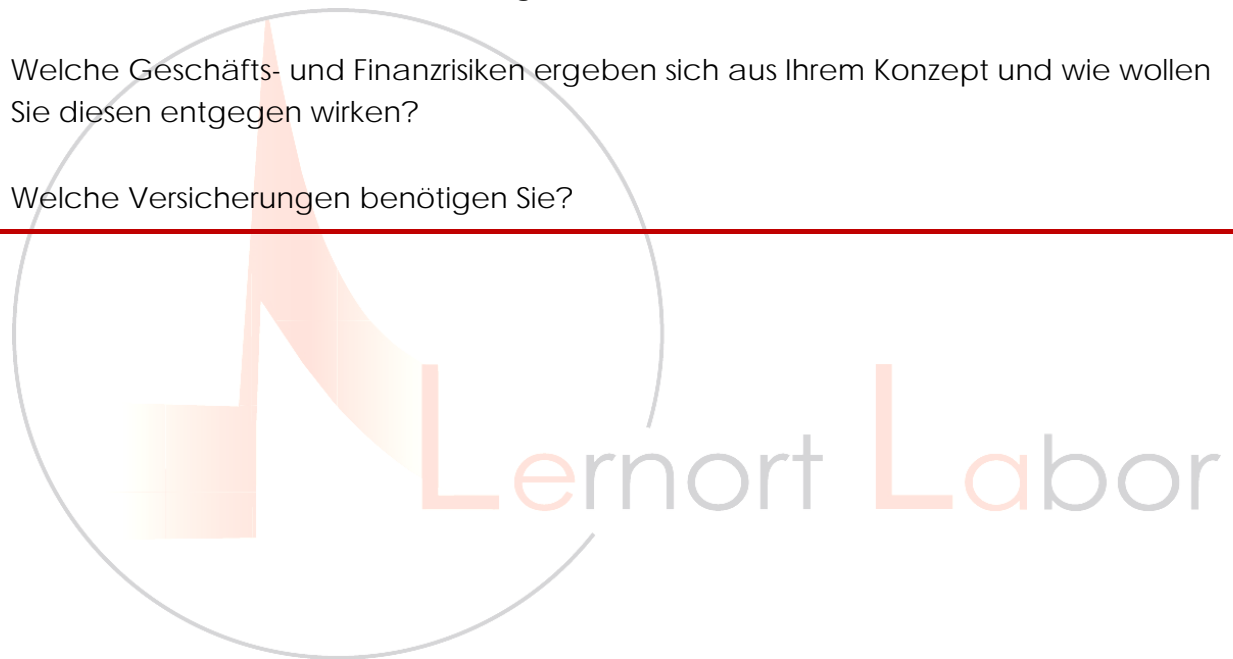 Welche Geschäfts- und Finanzrisiken ergeben sich aus Ihrem Konzept und wie wollen
Sie diesen entgegen wirken?
Welche Versicherungen benötigen Sie?
Lernort Labor